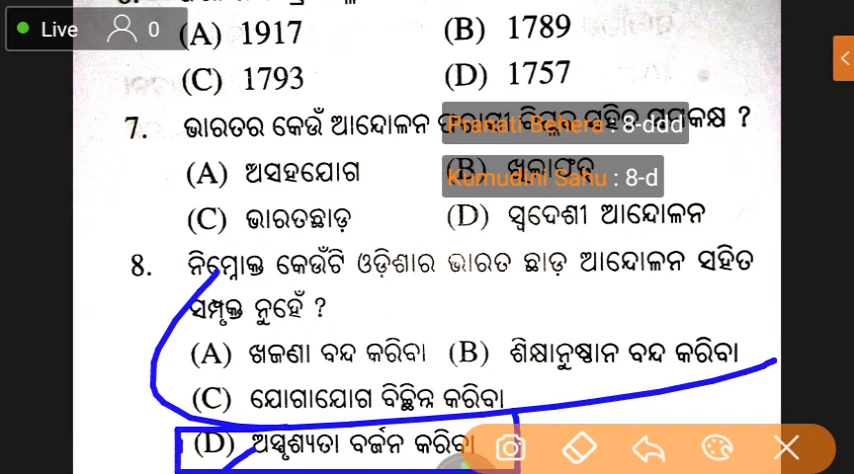 Live 0
(A) 1917 (B) 1789
(C) 1793 (D) 1757
7. ଭାରତର କେଉଁ ଆନ୍ଦୋଳନ ସମକକ୍ଷ ?
Pranati Behera : 8-ddd
(A) ଅସହଯୋଗ (B)
Kumudini Sahu : 8-d
(C) ଭାରତଛାଡ଼ (D) ସ୍ବଦେଶୀ ଆନ୍ଦୋଳନ
8. ନିମ୍ନୋକ୍ତ କେଉଁଟି ଓଡ଼ିଶାର ଭାରତ ଛାଡ଼ ଆନ୍ଦୋଳନ ସହିତ
ସମ୍ପୃକ୍ତ ନୁହେଁ ?
(A) ଖଜଣା ବନ୍ଦ କରିବା (B) ଶିକ୍ଷାନୁଷ୍ଠାନ ବନ୍ଦ କରିବା
(C) ଯୋଗାଯୋଗ ବିଚ୍ଛିନ୍ନ କରିବା
(D) ଅସ୍ପୃଶ୍ୟତା ବର୍ଜନ କରିବା